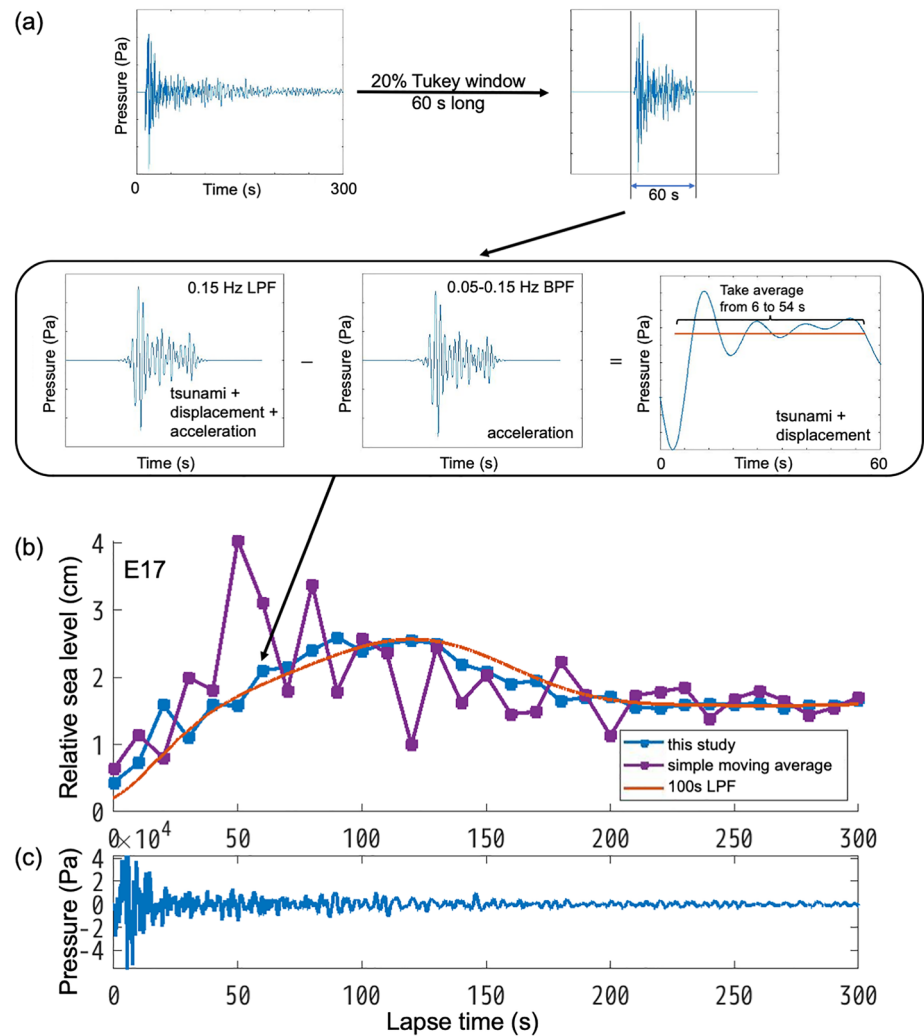 (a)
Pressure (Pa)
0
Time (s)
300
20% Tukey window
60 s long
60 s
0.15 Hz LPF
Pressure (Pa)
tsunami +
displacement +
acceleration
Time (s)
–
0.05-0.15 Hz BPF
Pressure (Pa)
acceleration
Time (s)
=
Take average
from 6 to 54 s
Pressure (Pa)
tsunami +
displacement
0
Time (s)
60
(b)
E17
Relative sea level (cm)
4
3
2
1
0
this study
simple moving average
100s LPF
0 50 100 150 200 250 300
(c)
×10⁴
Pressure (Pa)
4
2
0
-2
-4
0 50 100 150 200 250 300
Lapse time (s)